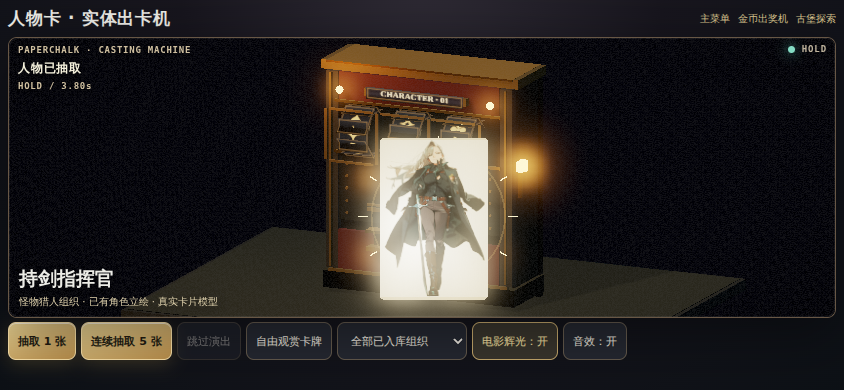 人物卡 · 实体出卡机
主菜单 金币出奖机 古堡探索
PAPERCHALK · CASTING MACHINE
HOLD
人物已抽取
HOLD / 3.80s
CHARACTER · 01
持剑指挥官
怪物猎人组织 · 已有角色立绘 · 真实卡片模型
抽取 1 张 连续抽取 5 张 跳过演出 自由观赏卡牌 全部已入库组织 电影辉光：开 音效：开